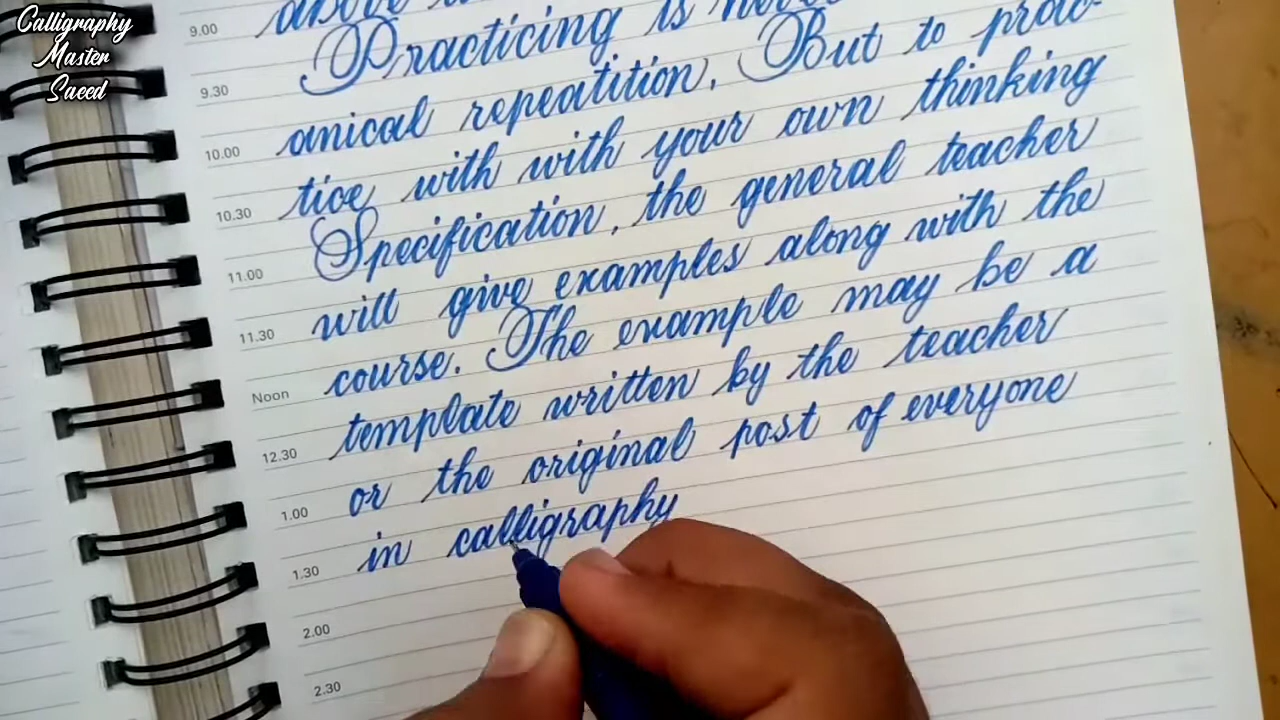 Calligraphy
Master
Saeed
9.00
Practicing is
9.30
anical repeatition. But to prac-
10.00
tice with with your own thinking
10.30
Specification, the general teacher
11.00
will give examples along with the
11.30
course. The example may be a
Noon
template written by the teacher
12.30
or the original post of everyone
1.00
in calligraphy
1.30
2.00
2.30